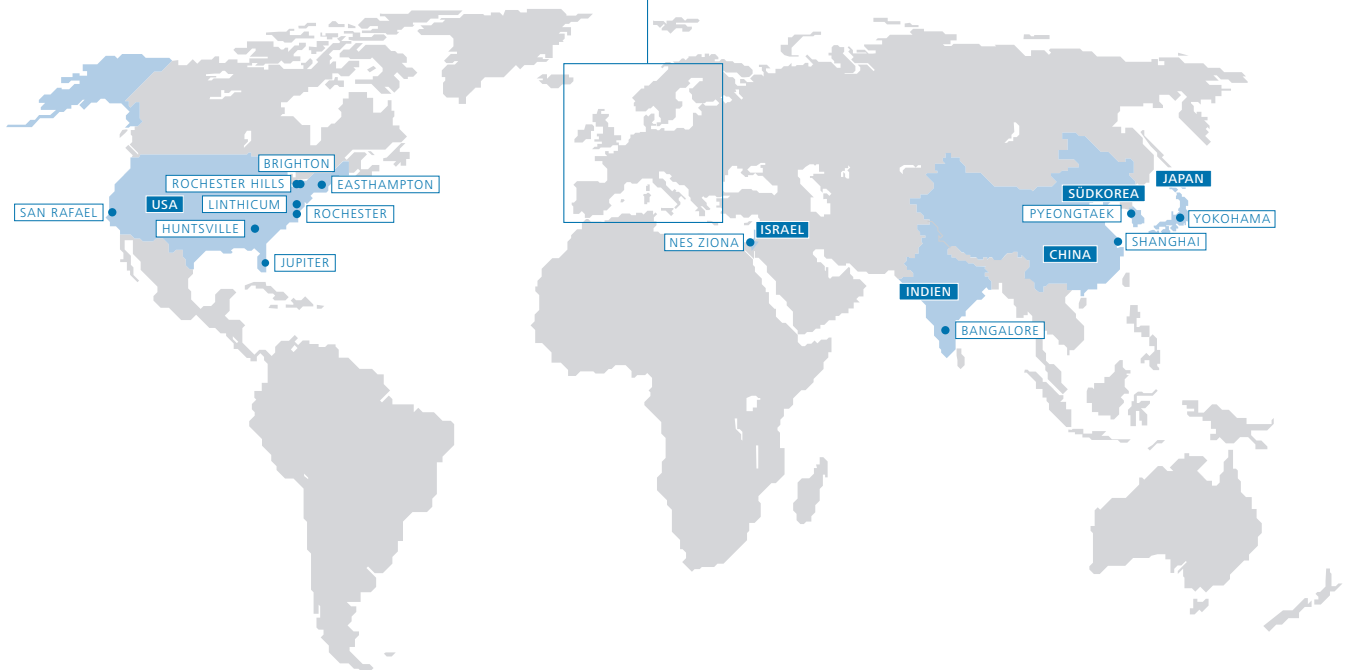 BRIGHTON
ROCHESTER HILLS
EASTHAMPTON
USA
LINTHICUM
SAN RAFAEL
ROCHESTER
HUNTSVILLE
JUPITER
ISRAEL
NES ZIONA
JAPAN
SÜDKOREA
PYEONGTAEK
YOKOHAMA
SHANGHAI
CHINA
INDIEN
BANGALORE